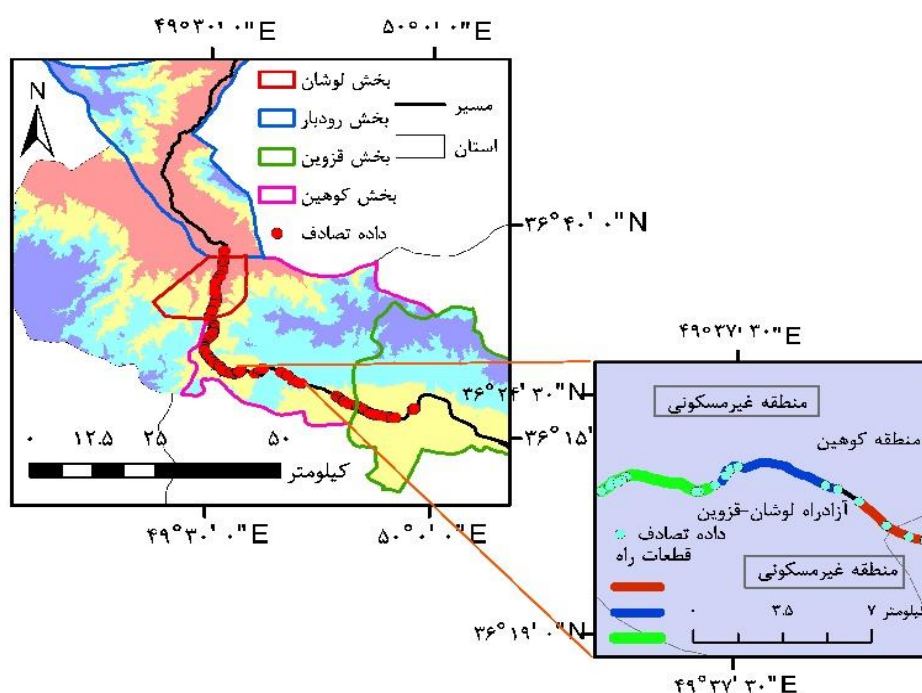 ۴۹° ۳۰' ۰"E
۵۰° ۰' ۰"E
N
بخش لوشان
بخش رودبار
بخش قزوین
بخش کوهین
داده تصادف
مسیر
استان
۳۶° ۴۰' ۰"N
۳۶° ۲۴' ۳۰"N
۳۶° ۱۵'
۰ ۱۲.۵ ۲۵ ۵۰
کیلومتر
۴۹° ۳۰' ۰"E
۵۰° ۰' ۰"E
۴۹° ۳۷' ۳۰"E
منطقه غیرمسکونی
منطقه کوهین
آزادراه لوشان-قزوین
داده تصادف
قطعات راه
منطقه غیرمسکونی
۰ ۳.۵ ۷ کیلومتر
۳۶° ۱۹' ۰"N
۴۹° ۳۷' ۳۰"E